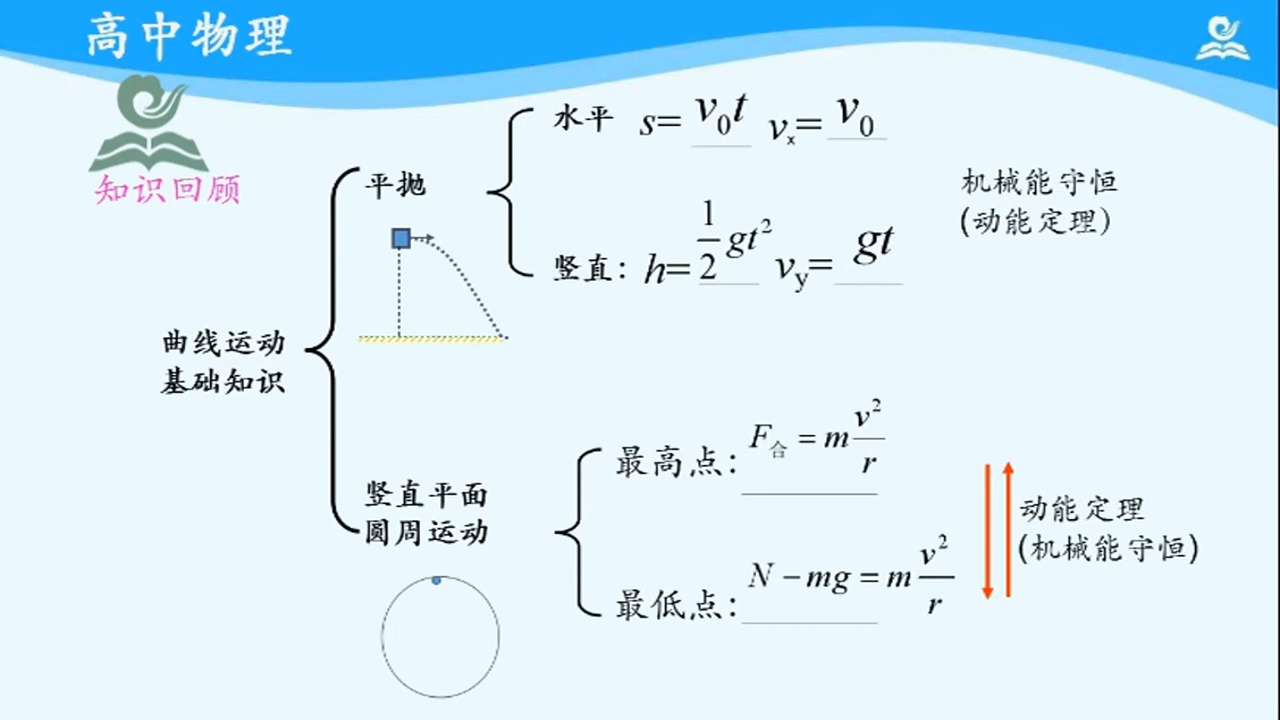 高中物理
知识回顾
曲线运动
基础知识
平抛
水平 s= v₀t vₓ= v₀
竖直: h= 1/2 gt² v_y= gt
机械能守恒
(动能定理)
竖直平面
圆周运动
最高点: F合 = m v²/r
最低点: N − mg = m v²/r
动能定理
(机械能守恒)